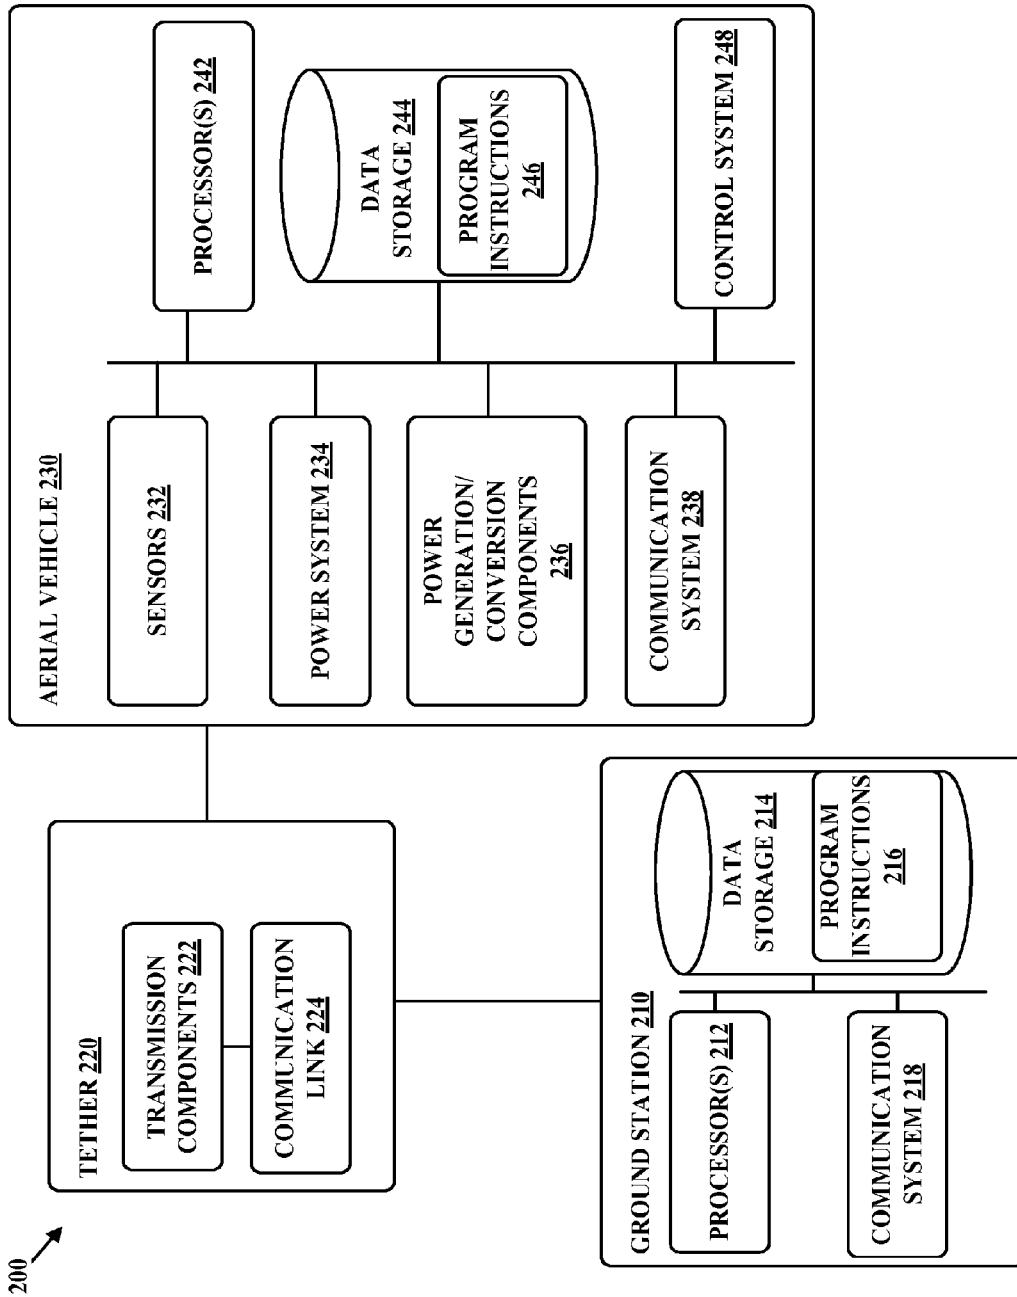 200
TETHER 220
TRANSMISSION
COMPONENTS 222
COMMUNICATION
LINK 224
AERIAL VEHICLE 230
SENSORS 232
POWER SYSTEM 234
POWER
GENERATION/
CONVERSION
COMPONENTS
236
COMMUNICATION
SYSTEM 238
PROCESSOR(S) 242
DATA
STORAGE 244
PROGRAM
INSTRUCTIONS
246
CONTROL SYSTEM 248
GROUND STATION 210
PROCESSOR(S) 212
COMMUNICATION
SYSTEM 218
DATA
STORAGE 214
PROGRAM
INSTRUCTIONS
216